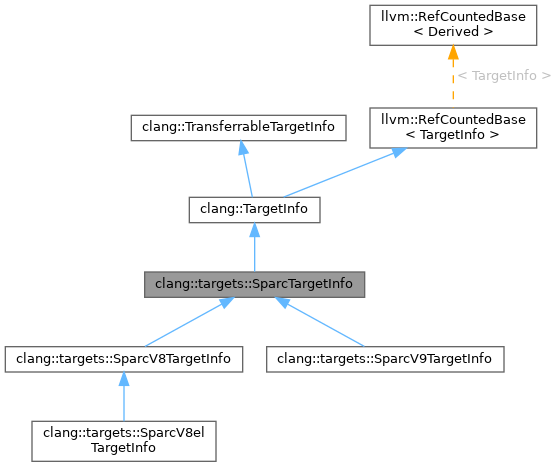 llvm::RefCountedBase
< Derived >
< TargetInfo >
llvm::RefCountedBase
< TargetInfo >
clang::TransferrableTargetInfo
clang::TargetInfo
clang::targets::SparcTargetInfo
clang::targets::SparcV8TargetInfo
clang::targets::SparcV9TargetInfo
clang::targets::SparcV8el
TargetInfo